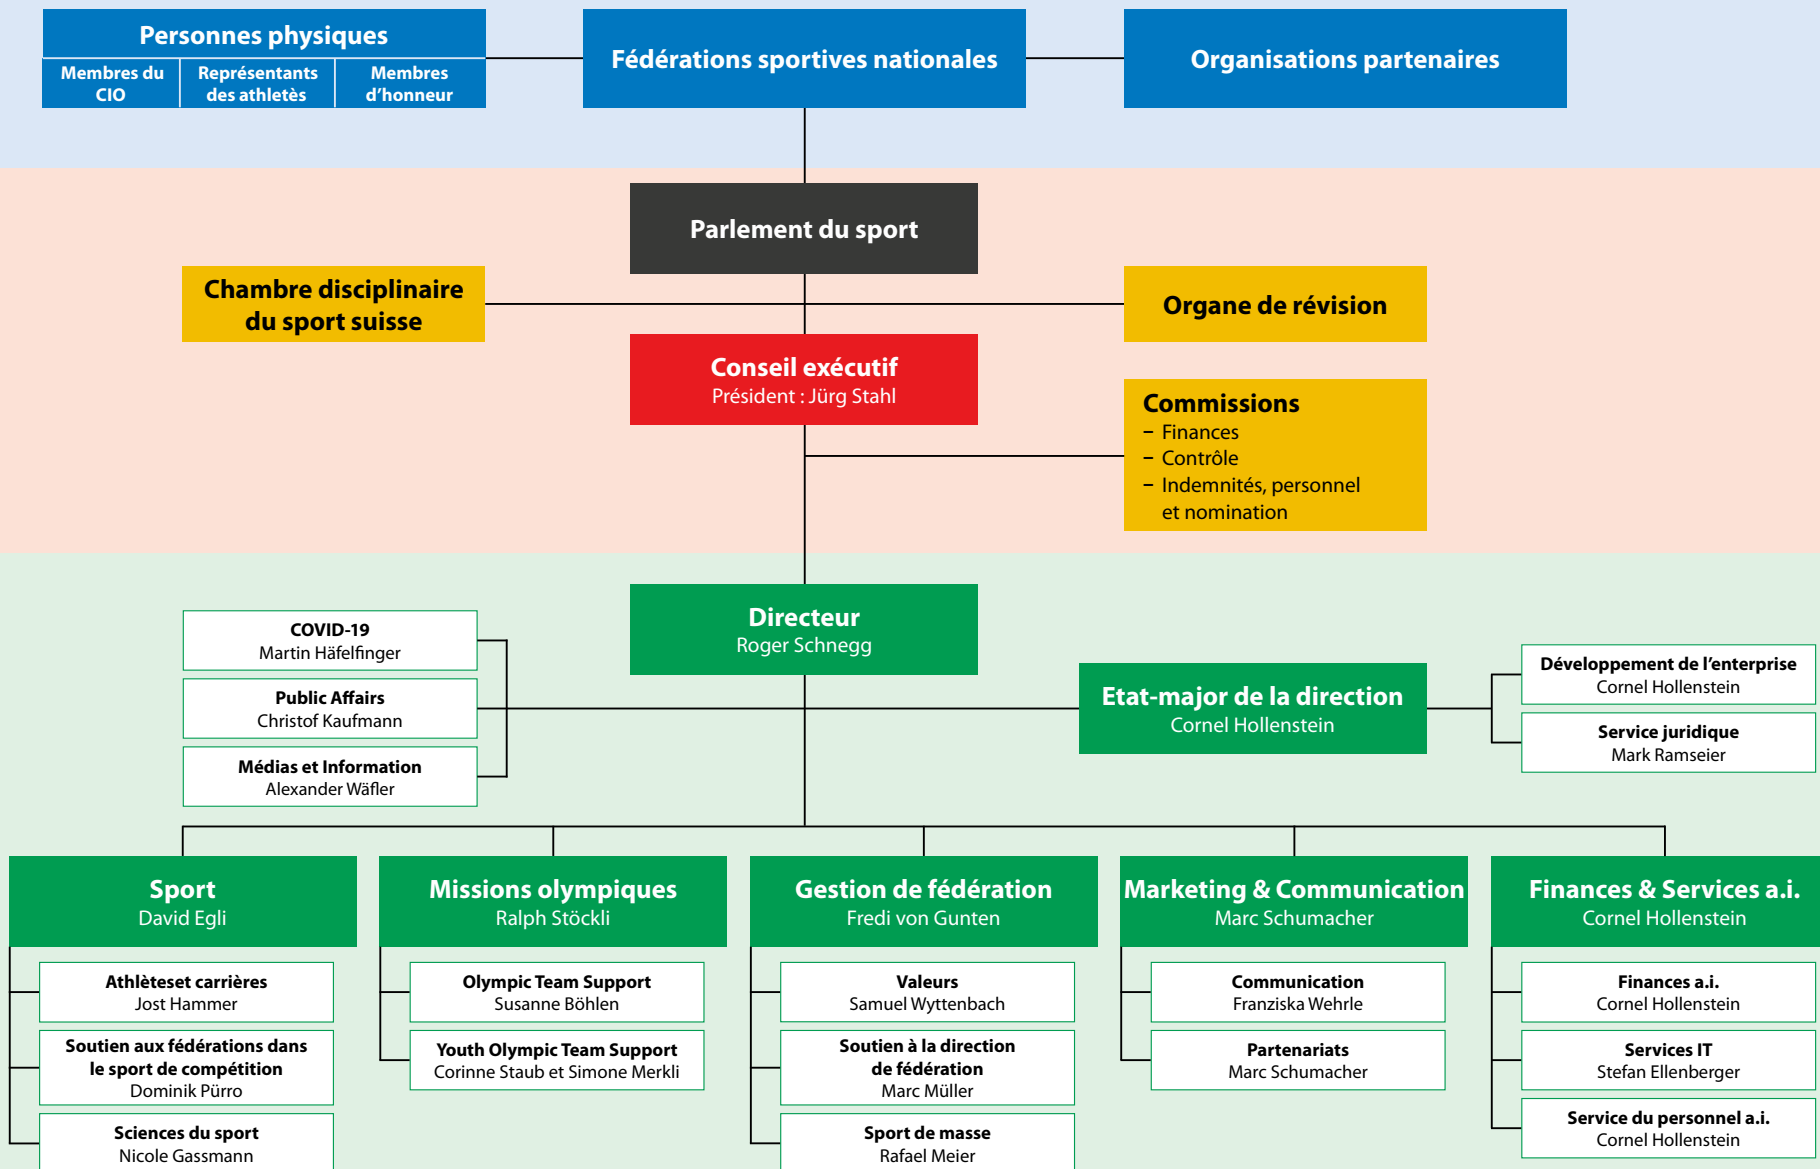 Personnes physiques
Membres du
CIO
Représentants
des athletès
Membres
d'honneur
Fédérations sportives nationales
Organisations partenaires
Parlement du sport
Chambre disciplinaire
du sport suisse
Organe de révision
Conseil exécutif
Président : Jürg Stahl
Commissions
– Finances
– Contrôle
– Indemnités, personnel
et nomination
Directeur
Roger Schnegg
COVID-19
Martin Häfelfinger
Public Affairs
Christof Kaufmann
Médias et Information
Alexander Wäfler
Etat-major de la direction
Cornel Hollenstein
Développement de l'enterprise
Cornel Hollenstein
Service juridique
Mark Ramseier
Sport
David Egli
Athlèteset carrières
Jost Hammer
Soutien aux fédérations dans
le sport de compétition
Dominik Pürro
Sciences du sport
Nicole Gassmann
Missions olympiques
Ralph Stöckli
Olympic Team Support
Susanne Böhlen
Youth Olympic Team Support
Corinne Staub et Simone Merkli
Gestion de fédération
Fredi von Gunten
Valeurs
Samuel Wyttenbach
Soutien à la direction
de fédération
Marc Müller
Sport de masse
Rafael Meier
Marketing & Communication
Marc Schumacher
Communication
Franziska Wehrle
Partenariats
Marc Schumacher
Finances & Services a.i.
Cornel Hollenstein
Finances a.i.
Cornel Hollenstein
Services IT
Stefan Ellenberger
Service du personnel a.i.
Cornel Hollenstein